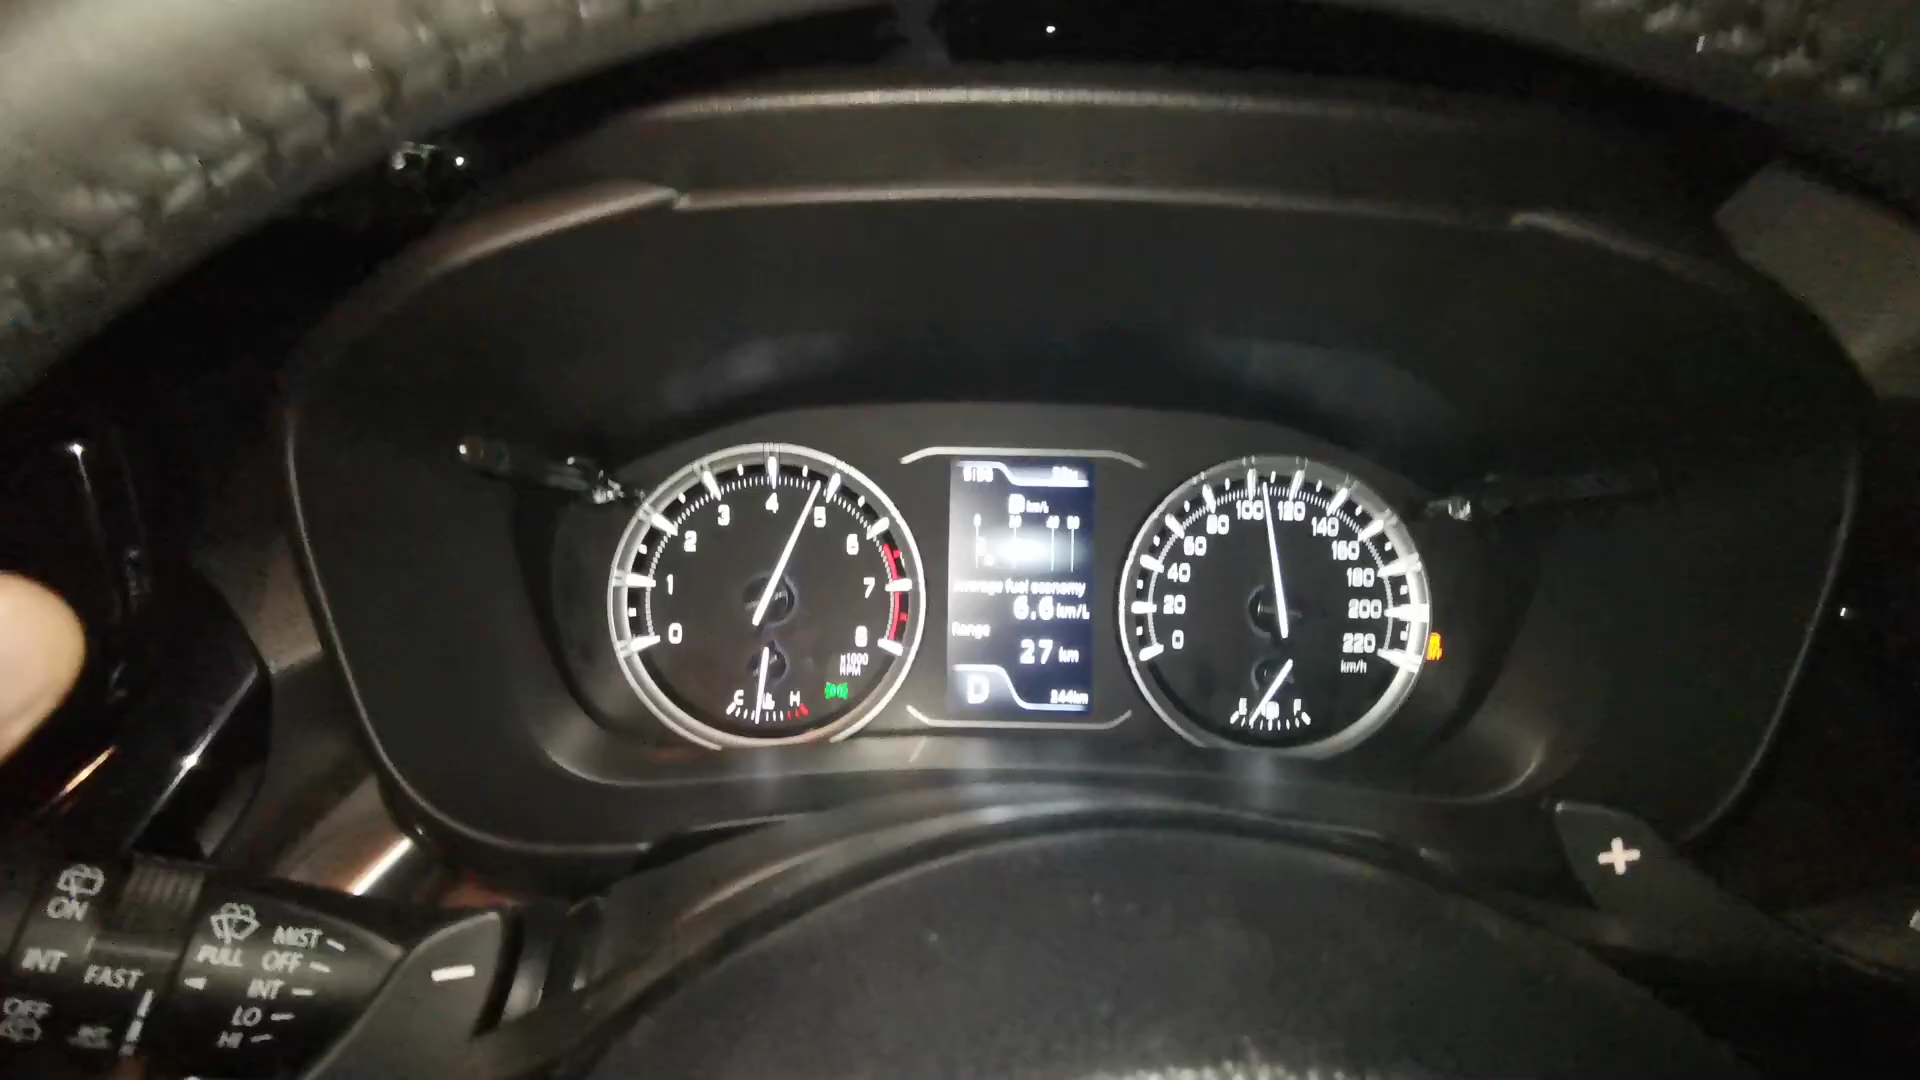 0
1
2
3
4
5
6
7
8
x1000
RPM
C
H
km/L
Average fuel economy
6.6 km/L
Range
27 km
D
244km
0
20
40
60
80
100
120
140
160
180
200
220
km/h
E
F
+
-
ON
INT
FAST
OFF
MIST
PULL OFF
INT
LO
HI